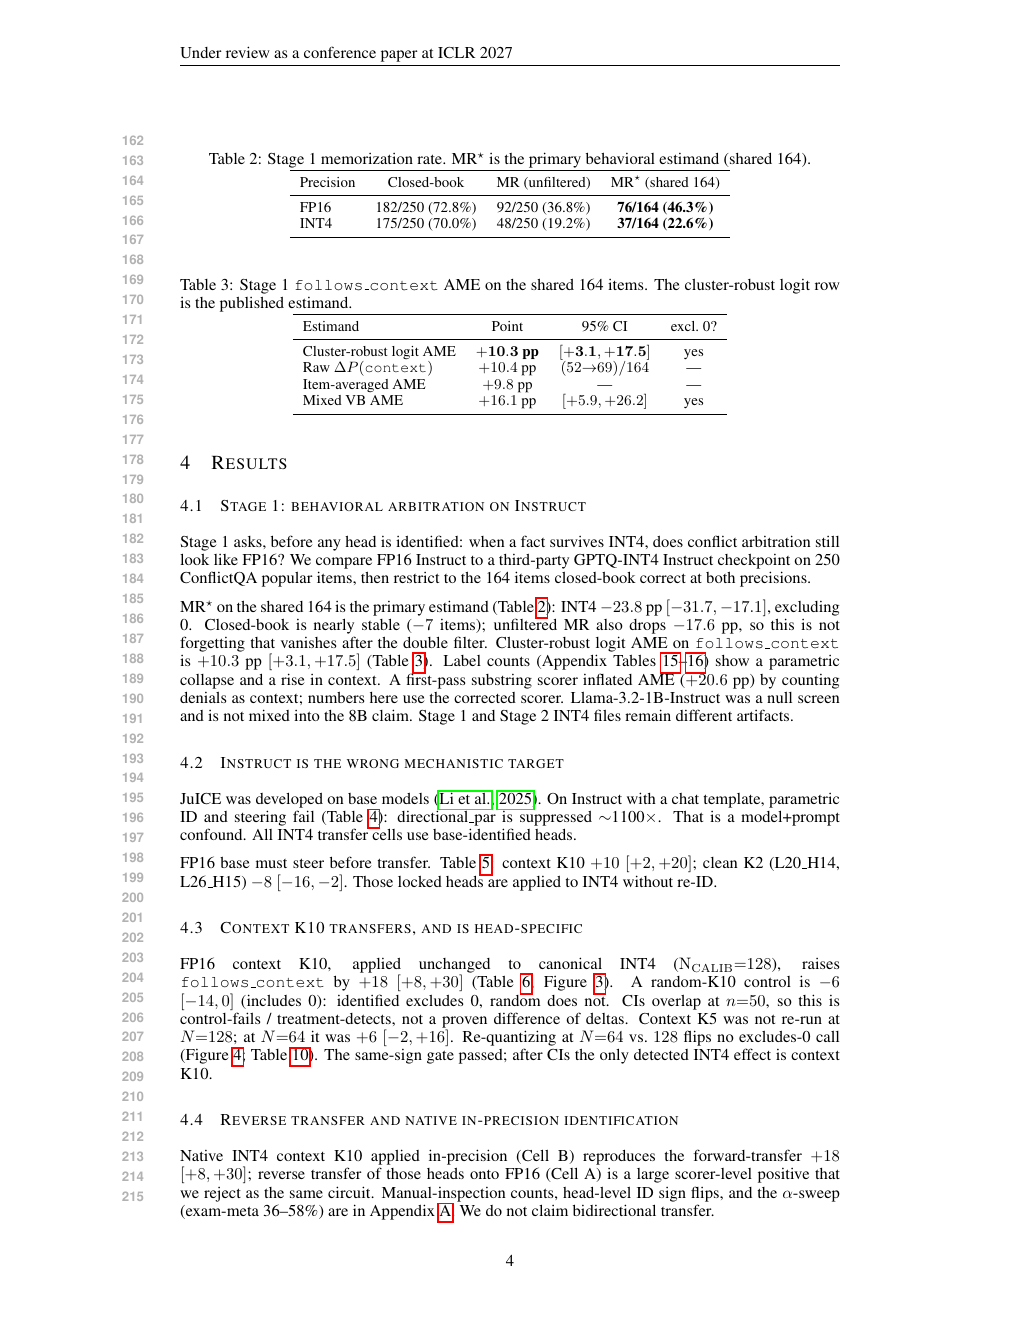 Under review as a conference paper at ICLR 2027
162
163
164
165
166
167
168
169
170
171
172
173
174
175
176
177
178
179
180
181
182
183
184
185
186
187
188
189
190
191
192
193
194
195
196
197
198
199
200
201
202
203
204
205
206
207
208
209
210
211
212
213
214
215
Table 2: Stage 1 memorization rate. MR⋆ is the primary behavioral estimand (shared 164).
Precision Closed-book MR (unfiltered) MR⋆ (shared 164)
FP16 182/250 (72.8%) 92/250 (36.8%) 76/164 (46.3%)
INT4 175/250 (70.0%) 48/250 (19.2%) 37/164 (22.6%)
Table 3: Stage 1 follows_context AME on the shared 164 items. The cluster-robust logit row
is the published estimand.
Estimand Point 95% CI excl. 0?
Cluster-robust logit AME +10.3 pp [+3.1, +17.5] yes
Raw ΔP(context) +10.4 pp (52→69)/164 —
Item-averaged AME +9.8 pp — —
Mixed VB AME +16.1 pp [+5.9, +26.2] yes
4 RESULTS
4.1 STAGE 1: BEHAVIORAL ARBITRATION ON INSTRUCT
Stage 1 asks, before any head is identified: when a fact survives INT4, does conflict arbitration still
look like FP16? We compare FP16 Instruct to a third-party GPTQ-INT4 Instruct checkpoint on 250
ConflictQA popular items, then restrict to the 164 items closed-book correct at both precisions.
MR⋆ on the shared 164 is the primary estimand (Table 2): INT4 −23.8 pp [−31.7, −17.1], excluding
0. Closed-book is nearly stable (−7 items); unfiltered MR also drops −17.6 pp, so this is not
forgetting that vanishes after the double filter. Cluster-robust logit AME on follows_context
is +10.3 pp [+3.1, +17.5] (Table 3). Label counts (Appendix Tables 15–16) show a parametric
collapse and a rise in context. A first-pass substring scorer inflated AME (+20.6 pp) by counting
denials as context; numbers here use the corrected scorer. Llama-3.2-1B-Instruct was a null screen
and is not mixed into the 8B claim. Stage 1 and Stage 2 INT4 files remain different artifacts.
4.2 INSTRUCT IS THE WRONG MECHANISTIC TARGET
JuICE was developed on base models (Li et al., 2025). On Instruct with a chat template, parametric
ID and steering fail (Table 4): directional_par is suppressed ∼1100×. That is a model+prompt
confound. All INT4 transfer cells use base-identified heads.
FP16 base must steer before transfer. Table 5: context K10 +10 [+2, +20]; clean K2 (L20_H14,
L26_H15) −8 [−16, −2]. Those locked heads are applied to INT4 without re-ID.
4.3 CONTEXT K10 TRANSFERS, AND IS HEAD-SPECIFIC
FP16 context K10, applied unchanged to canonical INT4 (NCALIB=128), raises
follows_context by +18 [+8, +30] (Table 6, Figure 3). A random-K10 control is −6
[−14, 0] (includes 0): identified excludes 0, random does not. CIs overlap at n=50, so this is
control-fails / treatment-detects, not a proven difference of deltas. Context K5 was not re-run at
N=128; at N=64 it was +6 [−2, +16]. Re-quantizing at N=64 vs. 128 flips no excludes-0 call
(Figure 4; Table 10). The same-sign gate passed; after CIs the only detected INT4 effect is context
K10.
4.4 REVERSE TRANSFER AND NATIVE IN-PRECISION IDENTIFICATION
Native INT4 context K10 applied in-precision (Cell B) reproduces the forward-transfer +18
[+8, +30]; reverse transfer of those heads onto FP16 (Cell A) is a large scorer-level positive that
we reject as the same circuit. Manual-inspection counts, head-level ID sign flips, and the α-sweep
(exam-meta 36–58%) are in Appendix A. We do not claim bidirectional transfer.
4